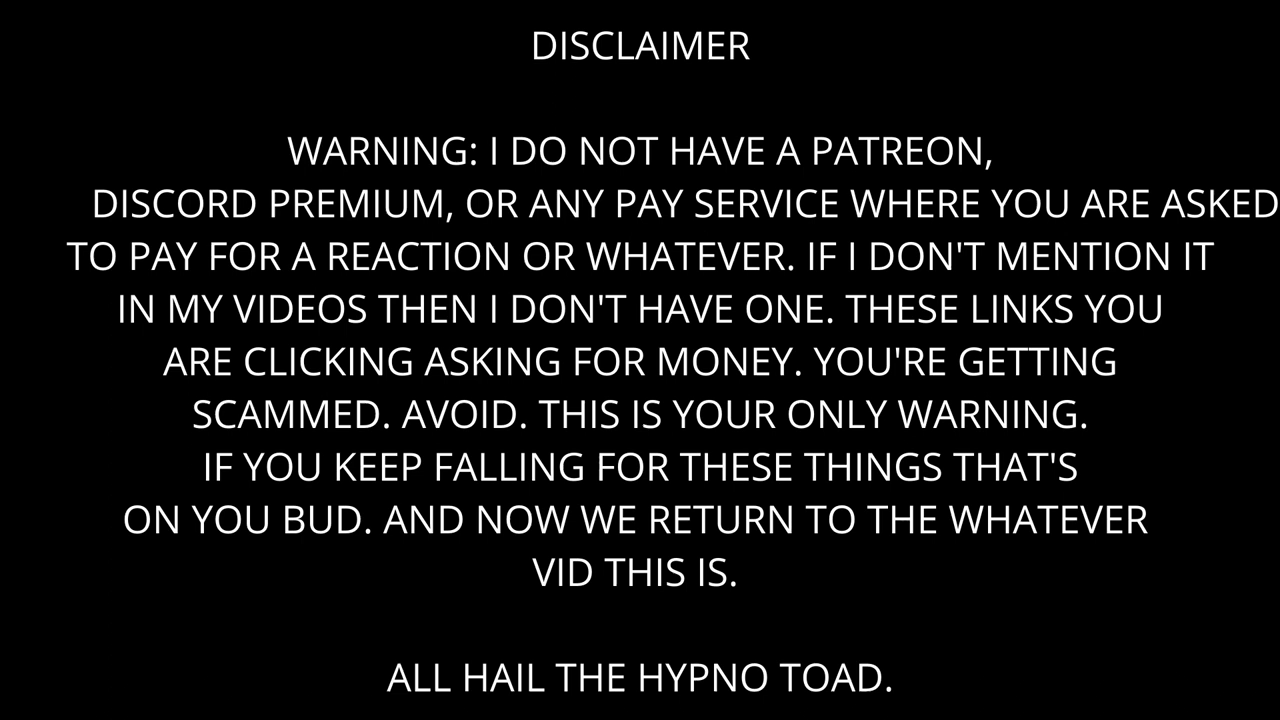 DISCLAIMER
WARNING: I DO NOT HAVE A PATREON,
DISCORD PREMIUM, OR ANY PAY SERVICE WHERE YOU ARE ASKED
TO PAY FOR A REACTION OR WHATEVER. IF I DON'T MENTION IT
IN MY VIDEOS THEN I DON'T HAVE ONE. THESE LINKS YOU
ARE CLICKING ASKING FOR MONEY. YOU'RE GETTING
SCAMMED. AVOID. THIS IS YOUR ONLY WARNING.
IF YOU KEEP FALLING FOR THESE THINGS THAT'S
ON YOU BUD. AND NOW WE RETURN TO THE WHATEVER
VID THIS IS.
ALL HAIL THE HYPNO TOAD.